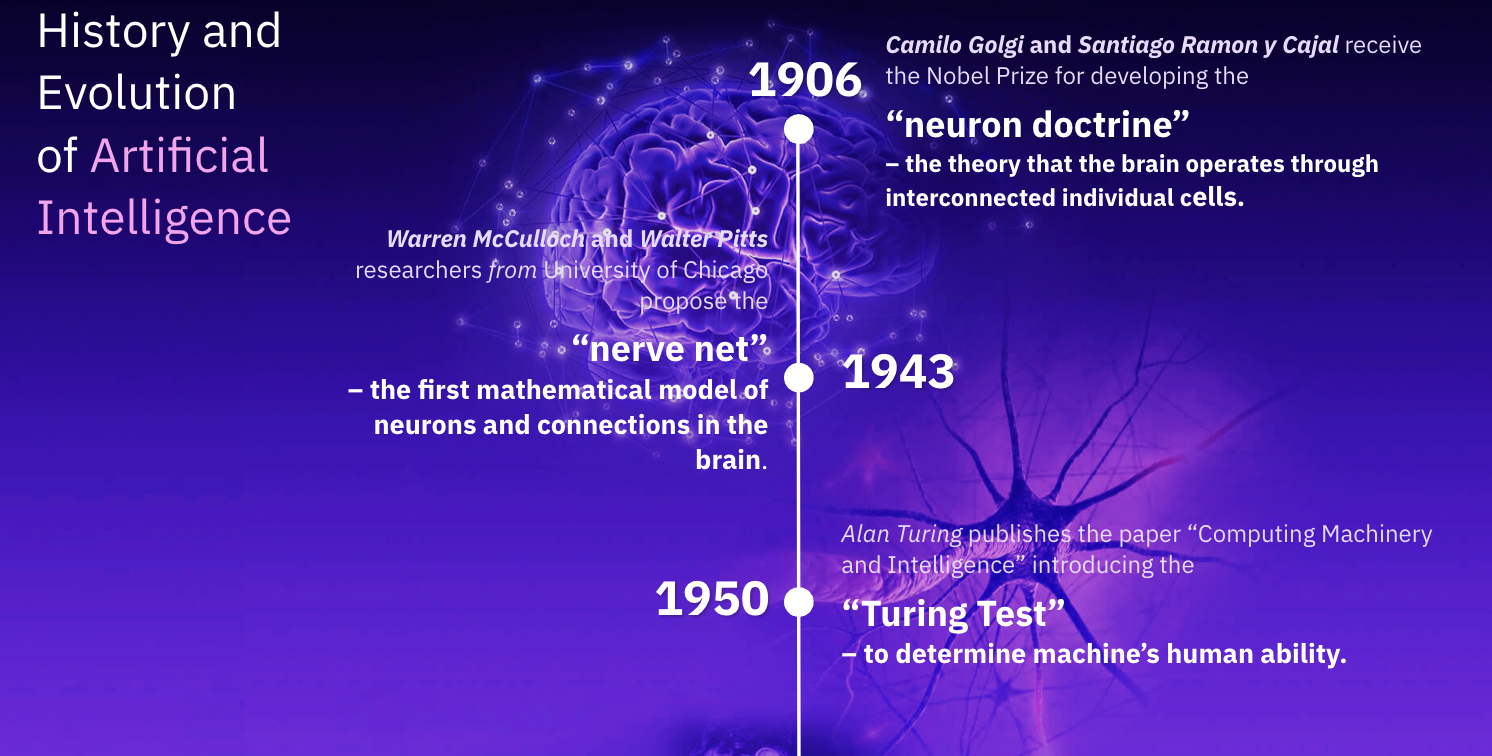 History and
Evolution
of Artificial
Intelligence
1906
Camilo Golgi and Santiago Ramon y Cajal receive
the Nobel Prize for developing the
“neuron doctrine”
– the theory that the brain operates through
interconnected individual cells.
Warren McCulloch and Walter Pitts
researchers from University of Chicago
propose the
“nerve net”
– the first mathematical model of
neurons and connections in the
brain.
1943
Alan Turing publishes the paper “Computing Machinery
and Intelligence” introducing the
1950
“Turing Test”
– to determine machine’s human ability.